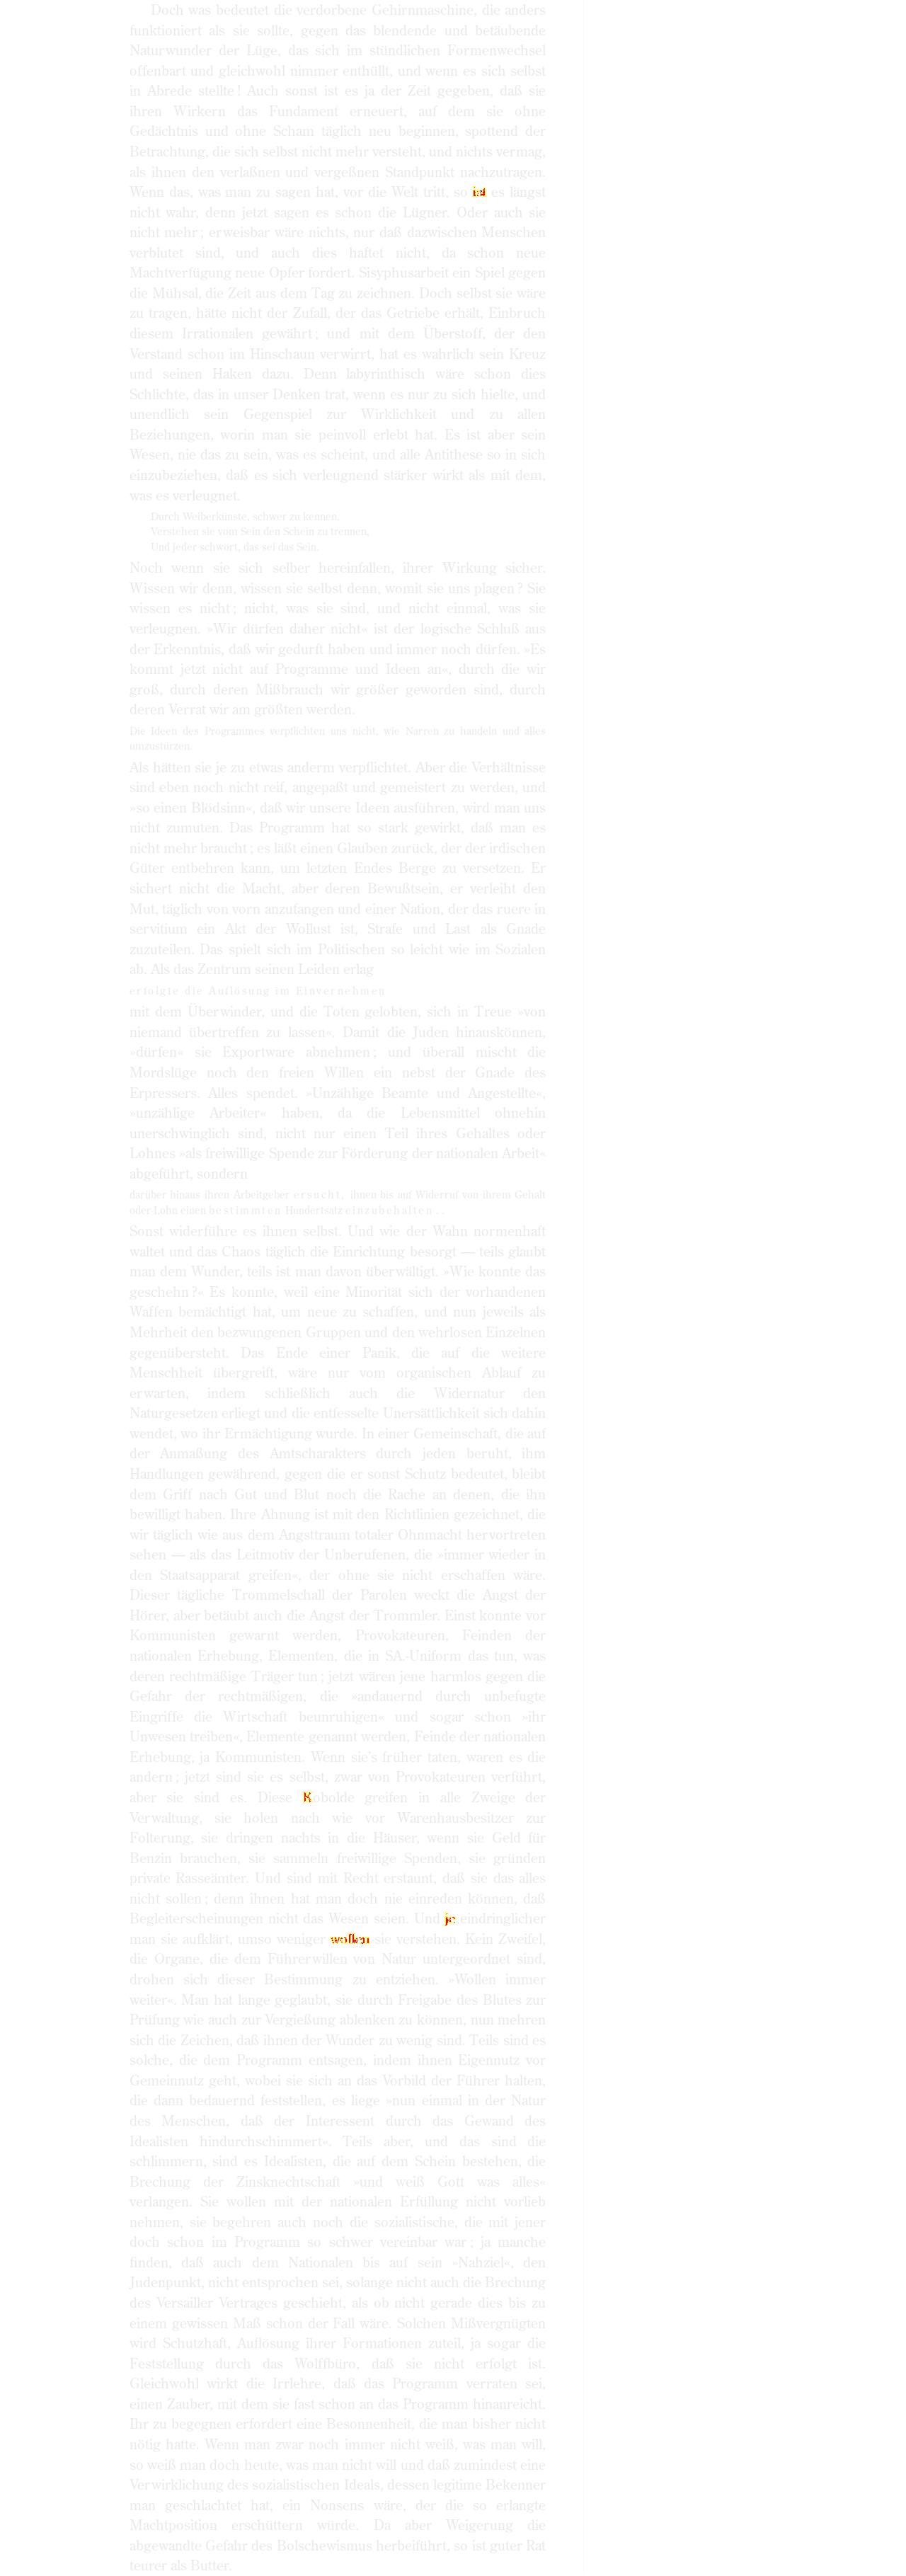 Doch was bedeutet die verdorbene Gehirnmaschine, die anders
funktioniert als sie sollte, gegen das blendende und betäubende
Naturwunder der Lüge, das sich im stündlichen Formenwechsel
offenbart und gleichwohl nimmer enthüllt, und wenn es sich selbst
in Abrede stellte! Auch sonst ist es ja der Zeit gegeben, daß sie
ihren Wirkern das Fundament erneuert, auf dem sie ohne
Gedächtnis und ohne Scham täglich neu beginnen, spottend der
Betrachtung, die sich selbst nicht mehr versteht, und nichts vermag,
als ihnen den verlaßnen und vergeßnen Standpunkt nachzutragen.
Wenn das, was man zu sagen hat, vor die Welt tritt, so ist es längst
nicht wahr, denn jetzt sagen es schon die Lügner. Oder auch sie
nicht mehr; erweisbar wäre nichts, nur daß dazwischen Menschen
verblutet sind, und auch dies haftet nicht, da schon neue
Machtverfügung neue Opfer fordert, Sisyphusarbeit ein Spiel gegen
die Mühsal, die Zeit aus dem Tag zu zeichnen. Doch selbst sie wäre
zu tragen, hätte nicht der Zufall, der das Getriebe erhält, Einbruch
diesem Irrationalen gewährt; und mit dem Überstoff, der den
Verstand schon im Hinschaun verwirrt, hat es wahrlich sein Kreuz
und seinen Haken dazu. Denn labyrinthisch wäre schon dies
Schlichte, das in unser Denken trat, wenn es nur zu sich hielte, und
unendlich sein Gegenspiel zur Wirklichkeit und zu allen
Beziehungen, worin man sie peinvoll erlebt hat. Es ist aber sein
Wesen, nie das zu sein, was es scheint, und alle Antithese so in sich
einzubeziehen, daß es sich verleugnend stärker wirkt als mit dem,
was es verleugnet.
Durch Weiberkünste, schwer zu kennen,
Verstehen sie vom Sein den Schein zu trennen,
Und jeder schwört, das sei das Sein.
Noch wenn sie sich selber hereinfallen, ihrer Wirkung sicher.
Wissen wir denn, wissen sie selbst denn, womit sie uns plagen? Sie
wissen es nicht; nicht, was sie sind, und nicht einmal, was sie
verleugnen. »Wir dürfen daher nicht« ist der logische Schluß aus
der Erkenntnis, daß wir gedurft haben und immer noch dürfen. »Es
kommt jetzt nicht auf Programme und Ideen an«, durch die wir
groß, durch deren Mißbrauch wir größer geworden sind, durch
deren Verrat wir am größten werden.
Die Ideen des Programmes verpflichten uns nicht, wie Narren zu handeln und alles
umzustürzen.
Als hätten sie je zu etwas anderm verpflichtet. Aber die Verhältnisse
sind eben noch nicht reif, angepaßt und gemeistert zu werden, und
»so einen Blödsinn«, daß wir unsere Ideen ausführen, wird man uns
nicht zumuten. Das Programm hat so stark gewirkt, daß man es
nicht mehr braucht; es läßt einen Glauben zurück, der der irdischen
Güter entbehren kann, um letzten Endes Berge zu versetzen. Er
sichert nicht die Macht, aber deren Bewußtsein, er verleiht den
Mut, täglich von vorn anzufangen und einer Nation, der das ruere in
servitium ein Akt der Wollust ist, Strafe und Last als Gnade
zuzuteilen. Das spielt sich im Politischen so leicht wie im Sozialen
ab. Als das Zentrum seinen Leiden erlag
erfolgte die Auflösung im Einvernehmen
mit dem Überwinder, und die Toten gelobten, sich in Treue »von
niemand übertreffen zu lassen«. Damit die Juden hinauskönnen,
»dürfen« sie Exportware abnehmen; und überall mischt die
Mordslüge noch den freien Willen ein nebst der Gnade des
Erpressers. Alles spendet. »Unzählige Beamte und Angestellte«,
»unzählige Arbeiter« haben, da die Lebensmittel ohnehin
unerschwinglich sind, nicht nur einen Teil ihres Gehaltes oder
Lohnes »als freiwillige Spende zur Förderung der nationalen Arbeit«
abgeführt, sondern
darüber hinaus ihren Arbeitgeber ersucht, ihnen bis auf Widerruf von ihrem Gehalt
oder Lohn einen bestimmten Hundertsatz einzubehalten . .
Sonst widerführe es ihnen selbst. Und wie der Wahn normenhaft
waltet und das Chaos täglich die Einrichtung besorgt — teils glaubt
man dem Wunder, teils ist man davon überwältigt. »Wie konnte das
geschehn?« Es konnte, weil eine Minorität sich der vorhandenen
Waffen bemächtigt hat, um neue zu schaffen, und nun jeweils als
Mehrheit den bezwungenen Gruppen und den wehrlosen Einzelnen
gegenübersteht. Das Ende einer Panik, die auf die weitere
Menschheit übergreift, wäre nur vom organischen Ablauf zu
erwarten, indem schließlich auch die Widernatur den
Naturgesetzen erliegt und die entfesselte Unersättlichkeit sich dahin
wendet, wo ihr Ermächtigung wurde. In einer Gemeinschaft, die auf
der Anmaßung des Amtscharakters durch jeden beruht, ihm
Handlungen gewährend, gegen die er sonst Schutz bedeutet, bleibt
dem Griff nach Gut und Blut noch die Rache an denen, die ihn
bewilligt haben. Ihre Ahnung ist mit den Richtlinien gezeichnet, die
wir täglich wie aus dem Angsttraum totaler Ohnmacht hervortreten
sehen — als das Leitmotiv der Unberufenen, die »immer wieder in
den Staatsapparat greifen«, der ohne sie nicht erschaffen wäre.
Dieser tägliche Trommelschall der Parolen weckt die Angst der
Hörer, aber betäubt auch die Angst der Trommler. Einst konnte vor
Kommunisten gewarnt werden, Provokateuren, Feinden der
nationalen Erhebung, Elementen, die in SA.-Uniform das tun, was
deren rechtmäßige Träger tun; jetzt wären jene harmlos gegen die
Gefahr der rechtmäßigen, die »andauernd durch unbefugte
Eingriffe die Wirtschaft beunruhigen« und sogar schon »ihr
Unwesen treiben«, Elemente genannt werden, Feinde der nationalen
Erhebung, ja Kommunisten. Wenn sie's früher taten, waren es die
andern; jetzt sind sie es selbst, zwar von Provokateuren verführt,
aber sie sind es. Diese Kobolde greifen in alle Zweige der
Verwaltung, sie holen nach wie vor Warenhausbesitzer zur
Folterung, sie dringen nachts in die Häuser, wenn sie Geld für
Benzin brauchen, sie sammeln freiwillige Spenden, sie gründen
private Rasseämter. Und sind mit Recht erstaunt, daß sie das alles
nicht sollen; denn ihnen hat man doch nie einreden können, daß
Begleiterscheinungen nicht das Wesen seien. Und je eindringlicher
man sie aufklärt, umso weniger wollen sie verstehen. Kein Zweifel,
die Organe, die dem Führerwillen von Natur untergeordnet sind,
drohen sich dieser Bestimmung zu entziehen. »Wollen immer
weiter«. Man hat lange geglaubt, sie durch Freigabe des Blutes zur
Prüfung wie auch zur Vergießung ablenken zu können, nun mehren
sich die Zeichen, daß ihnen der Wunder zu wenig sind. Teils sind es
solche, die dem Programm entsagen, indem ihnen Eigennutz vor
Gemeinnutz geht, wobei sie sich an das Vorbild der Führer halten,
die dann bedauernd feststellen, es liege »nun einmal in der Natur
des Menschen, daß der Interessent durch das Gewand des
Idealisten hindurchschimmert«. Teils aber, und das sind die
schlimmern, sind es Idealisten, die auf dem Schein bestehen, die
Brechung der Zinsknechtschaft »und weiß Gott was alles«
verlangen. Sie wollen mit der nationalen Erfüllung nicht vorlieb
nehmen, sie begehren auch noch die sozialistische, die mit jener
doch schon im Programm so schwer vereinbar war; ja manche
finden, daß auch dem Nationalen bis auf sein »Nahziel«, den
Judenpunkt, nicht entsprochen sei, solange nicht auch die Brechung
des Versailler Vertrages geschieht, als ob nicht gerade dies bis zu
einem gewissen Maß schon der Fall wäre. Solchen Mißvergnügten
wird Schutzhaft, Auflösung ihrer Formationen zuteil, ja sogar die
Feststellung durch das Wolffbüro, daß sie nicht erfolgt ist.
Gleichwohl wirkt die Irrlehre, daß das Programm verraten sei,
einen Zauber, mit dem sie fast schon an das Programm hinanreicht.
Ihr zu begegnen erfordert eine Besonnenheit, die man bisher nicht
nötig hatte. Wenn man zwar noch immer nicht weiß, was man will,
so weiß man doch heute, was man nicht will und daß zumindest eine
Verwirklichung des sozialistischen Ideals, dessen legitime Bekenner
man geschlachtet hat, ein Nonsens wäre, der die so erlangte
Machtposition erschüttern würde. Da aber Weigerung die
abgewandte Gefahr des Bolschewismus herbeiführt, so ist guter Rat
teurer als Butter.